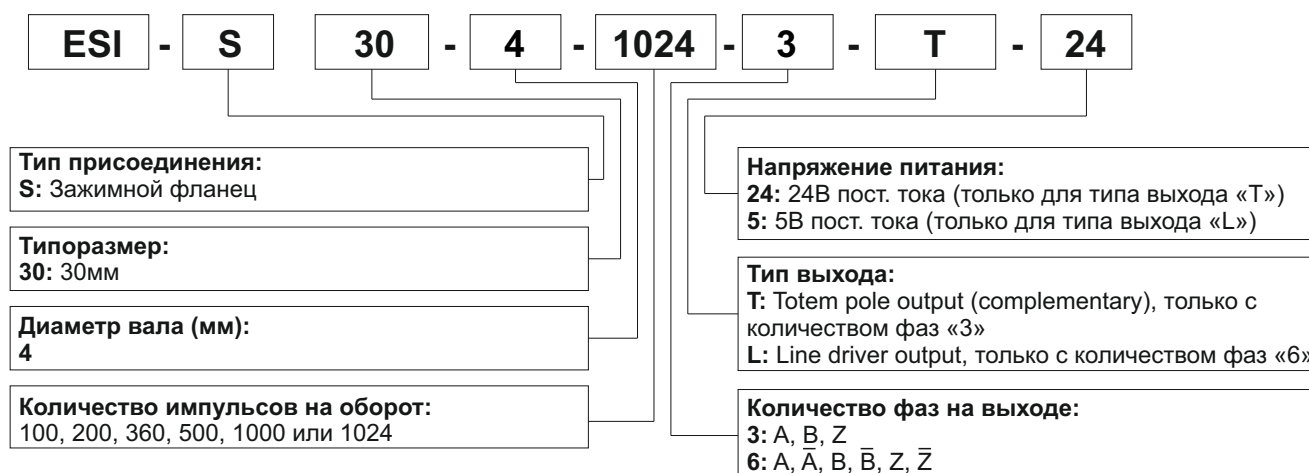 ESI - S 30 - 4 - 1024 - 3 - T - 24
Тип присоединения:
S: Зажимной фланец
Типоразмер:
30: 30мм
Диаметр вала (мм):
4
Количество импульсов на оборот:
100, 200, 360, 500, 1000 или 1024
Напряжение питания:
24: 24В пост. тока (только для типа выхода «T»)
5: 5В пост. тока (только для типа выхода «L»)
Тип выхода:
T: Totem pole output (complementary), только с
количеством фаз «3»
L: Line driver output, только с количеством фаз «6»
Количество фаз на выходе:
3: A, B, Z
6: A, A̅, B, B̅, Z, Z̅